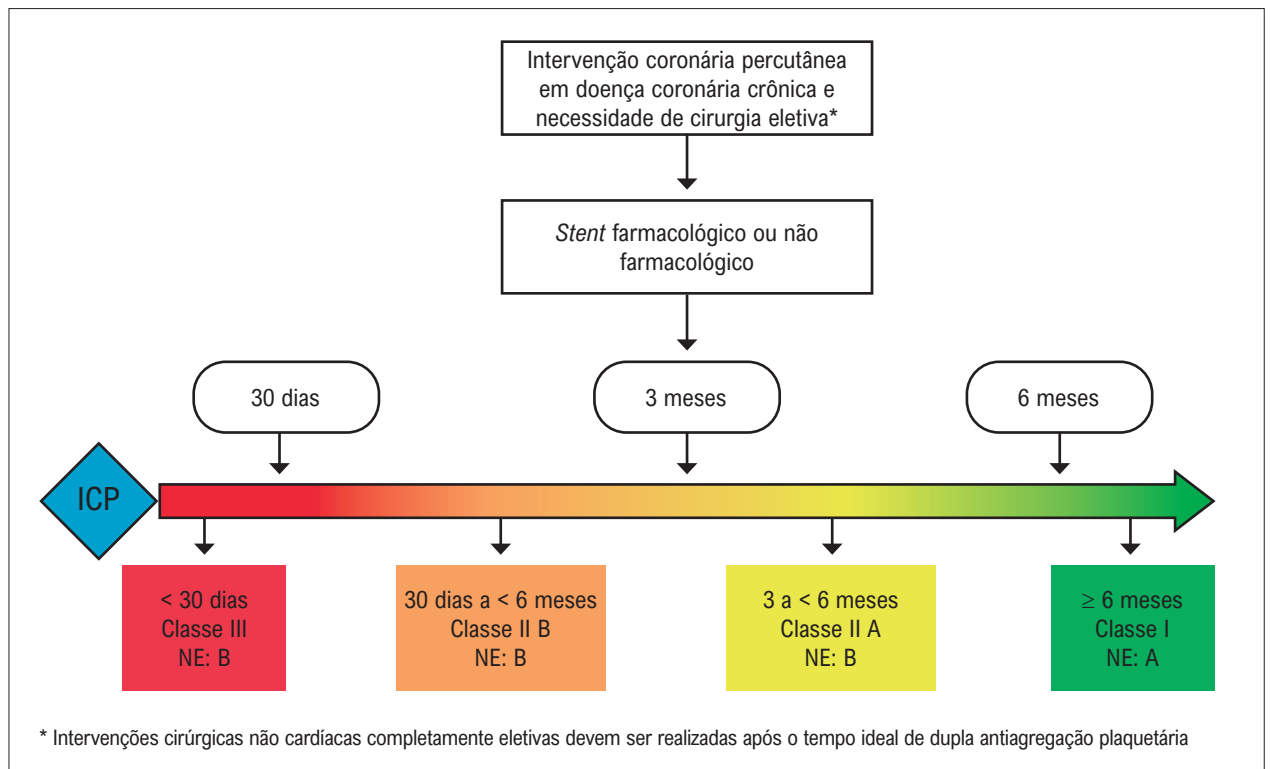 Intervenção coronária percutânea
em doença coronária crônica e
necessidade de cirurgia eletiva*
Stent farmacológico ou não
farmacológico
30 dias
3 meses
6 meses
ICP
< 30 dias
Classe III
NE: B
30 dias a < 6 meses
Classe II B
NE: B
3 a < 6 meses
Classe II A
NE: B
≥ 6 meses
Classe I
NE: A
* Intervenções cirúrgicas não cardíacas completamente eletivas devem ser realizadas após o tempo ideal de dupla antiagregação plaquetária